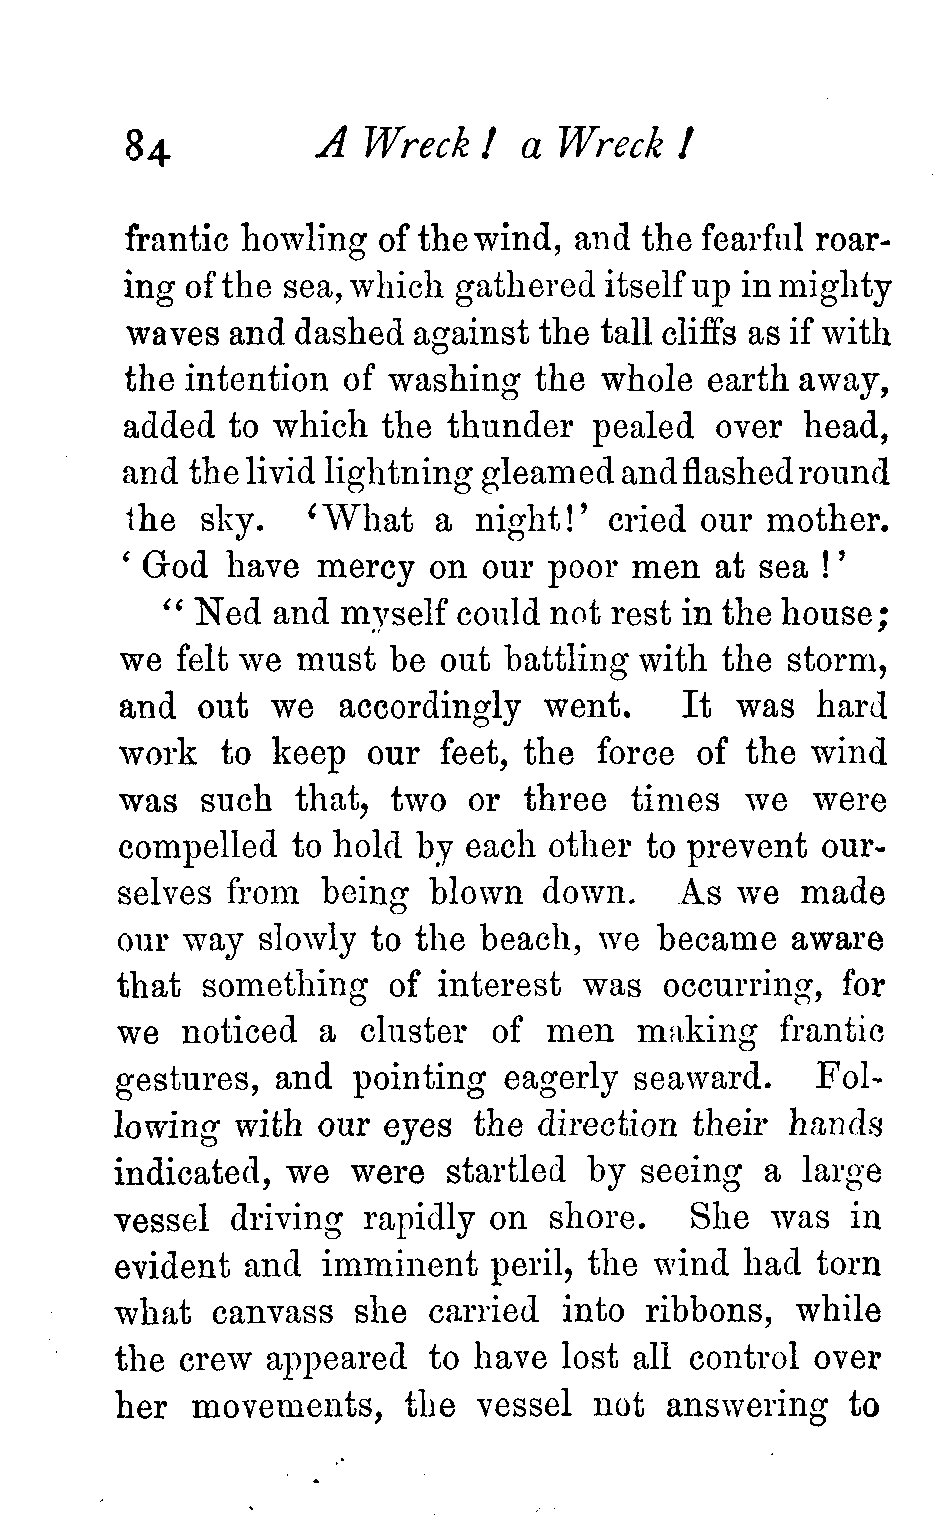 84 A Wreck! a Wreck!
frantic howling of the wind, and the fearful roar-
ing of the sea, which gathered itself up in mighty
waves and dashed against the tall cliffs as if with
the intention of washing the whole earth away,
added to which the thunder pealed over head,
and the livid lightning gleamed and flashed round
the sky. ‘What a night!’ cried our mother.
‘God have mercy on our poor men at sea!’
“Ned and myself could not rest in the house;
we felt we must be out battling with the storm,
and out we accordingly went. It was hard
work to keep our feet, the force of the wind
was such that, two or three times we were
compelled to hold by each other to prevent our-
selves from being blown down. As we made
our way slowly to the beach, we became aware
that something of interest was occurring, for
we noticed a cluster of men making frantic
gestures, and pointing eagerly seaward. Fol-
lowing with our eyes the direction their hands
indicated, we were startled by seeing a large
vessel driving rapidly on shore. She was in
evident and imminent peril, the wind had torn
what canvass she carried into ribbons, while
the crew appeared to have lost all control over
her movements, the vessel not answering to